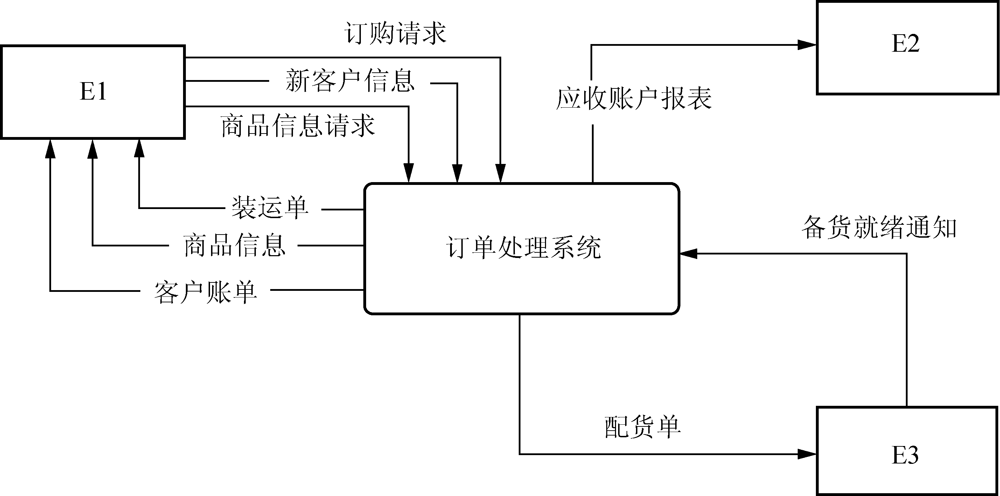 订购请求
E2
新客户信息
E1
应收账户报表
商品信息请求
装运单
备货就绪通知
商品信息
订单处理系统
客户账单
配货单
E3